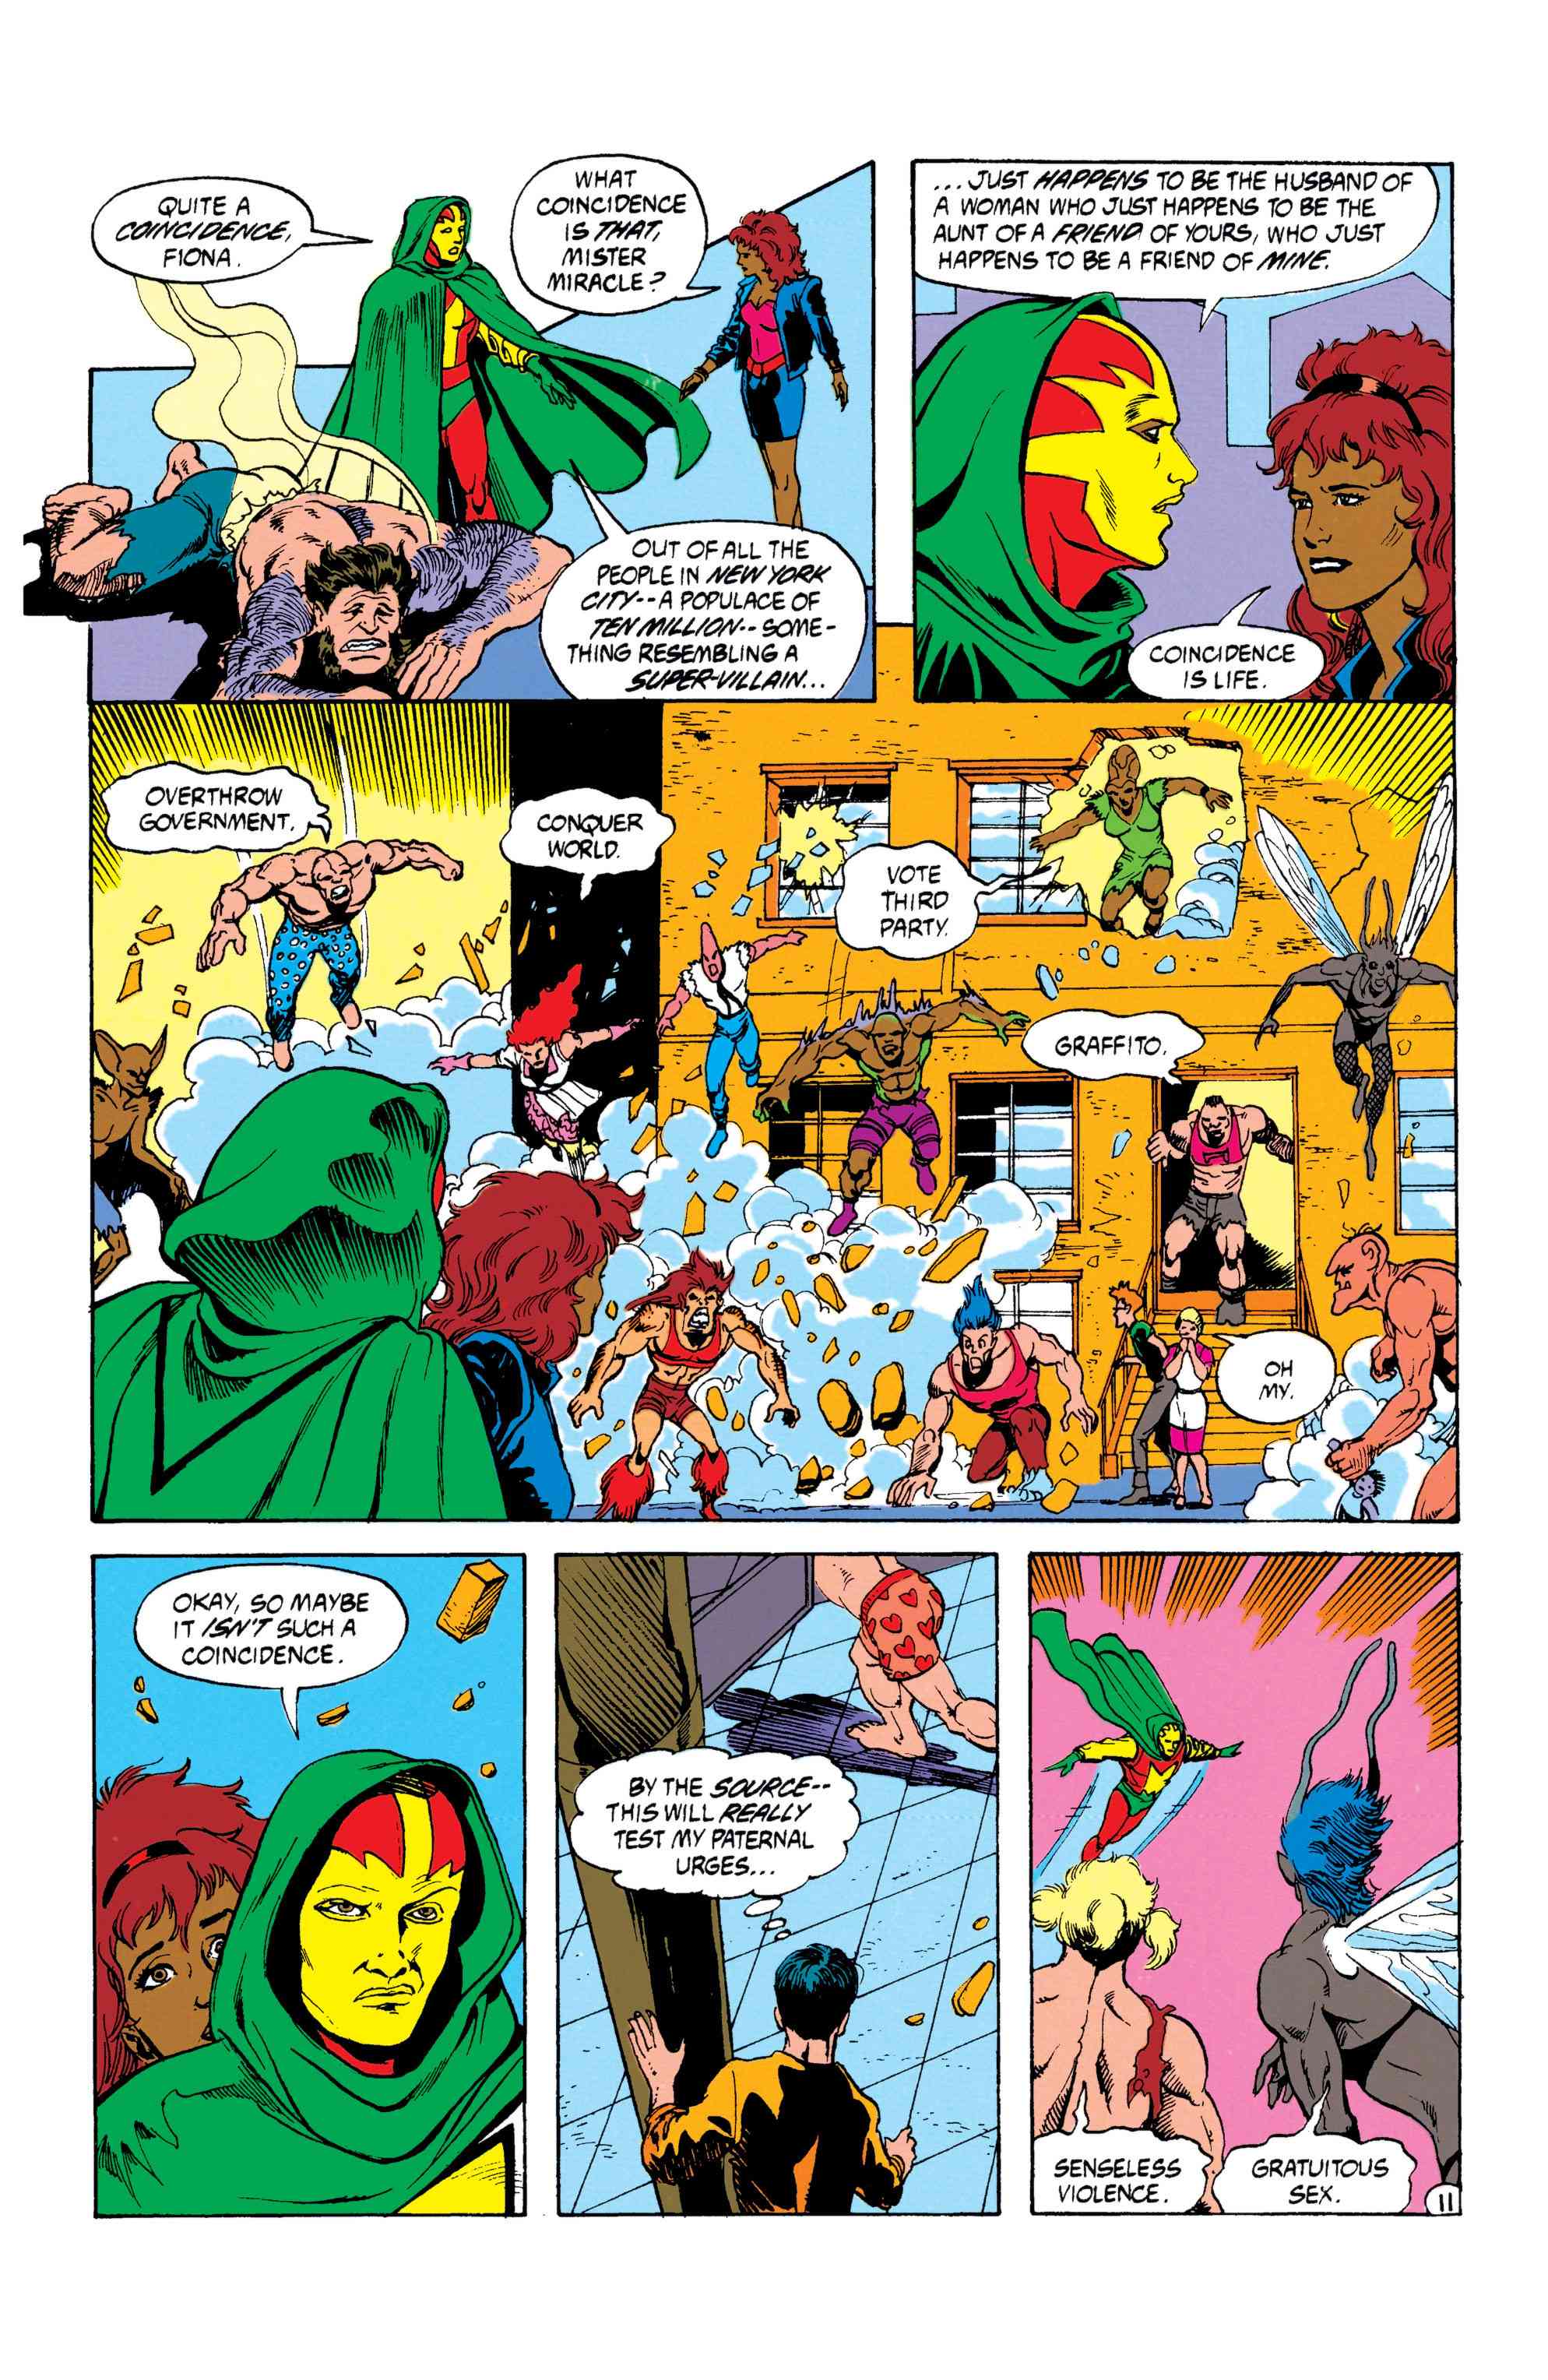 QUITE A
COINCIDENCE,
FIONA.
WHAT
COINCIDENCE
IS THAT,
MISTER
MIRACLE?
OUT OF ALL THE
PEOPLE IN NEW YORK
CITY--A POPULACE OF
TEN MILLION--SOME-
THING RESEMBLING A
SUPER-VILLAIN...
...JUST HAPPENS TO BE THE HUSBAND OF
A WOMAN WHO JUST HAPPENS TO BE THE
AUNT OF A FRIEND OF YOURS, WHO JUST
HAPPENS TO BE A FRIEND OF MINE.
COINCIDENCE
IS LIFE.
OVERTHROW
GOVERNMENT.
CONQUER
WORLD.
VOTE
THIRD
PARTY.
GRAFFITO.
OH
MY.
OKAY, SO MAYBE
IT ISN'T SUCH A
COINCIDENCE.
BY THE SOURCE--
THIS WILL REALLY
TEST MY PATERNAL
URGES...
SENSELESS
VIOLENCE.
GRATUITOUS
SEX.
11